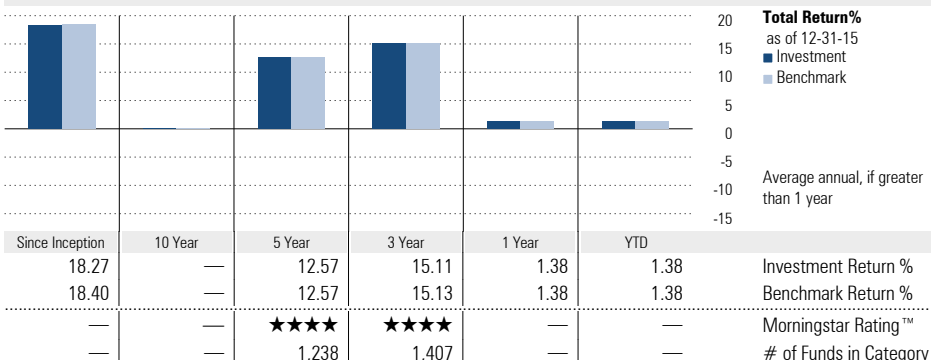 20
15
10
5
0
-5
-10
-15
Total Return%
as of 12-31-15
Investment
Benchmark
Average annual, if greater
than 1 year
Since Inception 10 Year 5 Year 3 Year 1 Year YTD
18.27 — 12.57 15.11 1.38 1.38 Investment Return %
18.40 — 12.57 15.13 1.38 1.38 Benchmark Return %
— — ★★★★ ★★★★ — — Morningstar Rating™
— — 1,238 1,407 — — # of Funds in Category